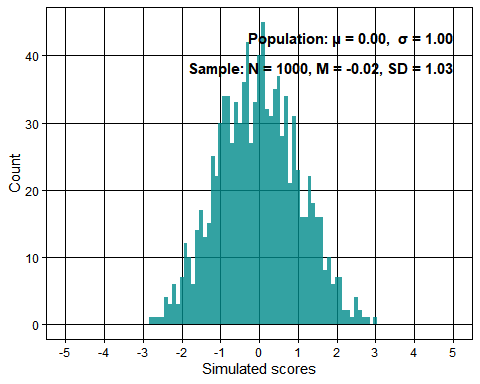 Population: μ = 0.00,  σ = 1.00
Sample: N = 1000, M = -0.02, SD = 1.03
Count
40
30
20
10
0
-5 -4 -3 -2 -1 0 1 2 3 4 5
Simulated scores